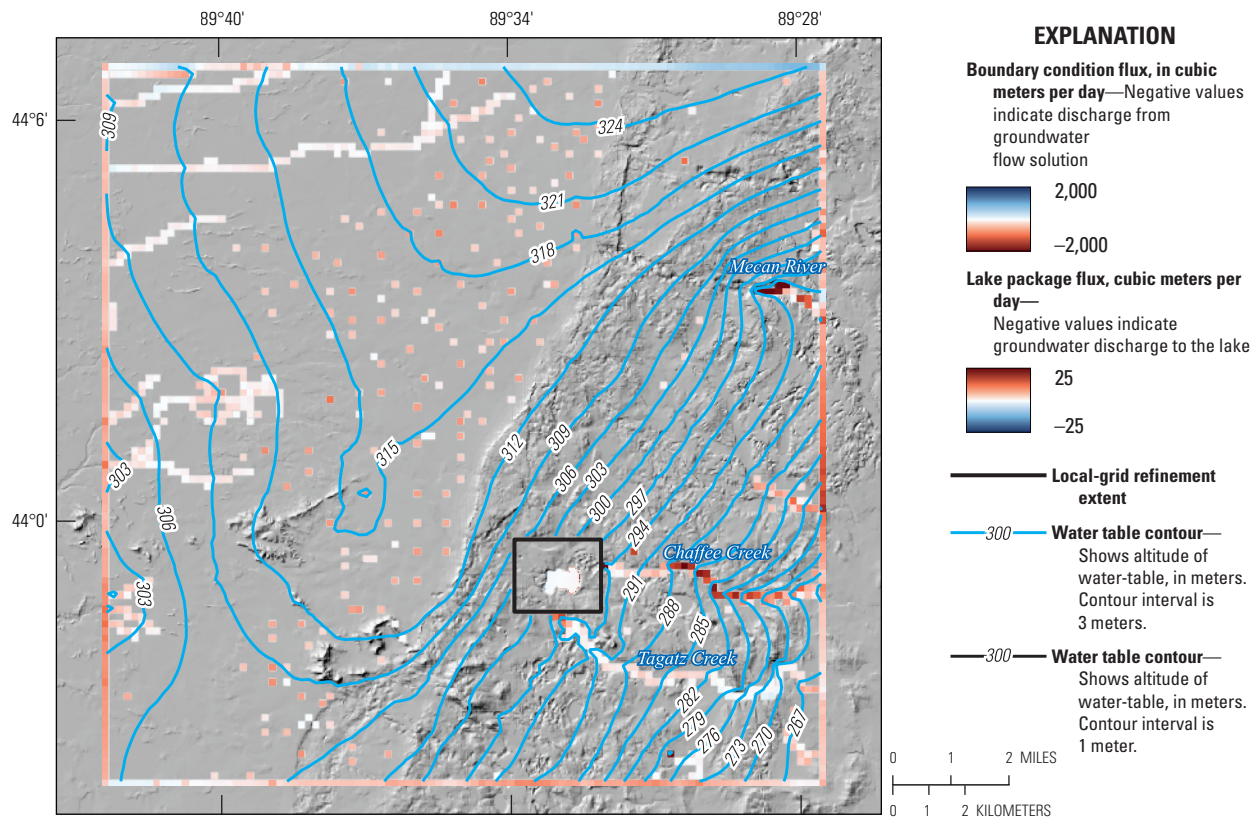 89°40'
89°34'
89°28'
44°6'
44°0'
309
324
321
318
Mecan River
315
312
309
306
303
300
297
294
303
306
303
Chaffee Creek
291
288
285
Tagatz Creek
282
279
276
273
270
267
EXPLANATION
Boundary condition flux, in cubic
meters per day—Negative values
indicate discharge from
groundwater
flow solution
2,000
–2,000
Lake package flux, cubic meters per
day—
Negative values indicate
groundwater discharge to the lake
25
–25
Local-grid refinement
extent
300 Water table contour—
Shows altitude of
water-table, in meters.
Contour interval is
3 meters.
300 Water table contour—
Shows altitude of
water-table, in meters.
Contour interval is
1 meter.
0 1 2 MILES
0 1 2 KILOMETERS